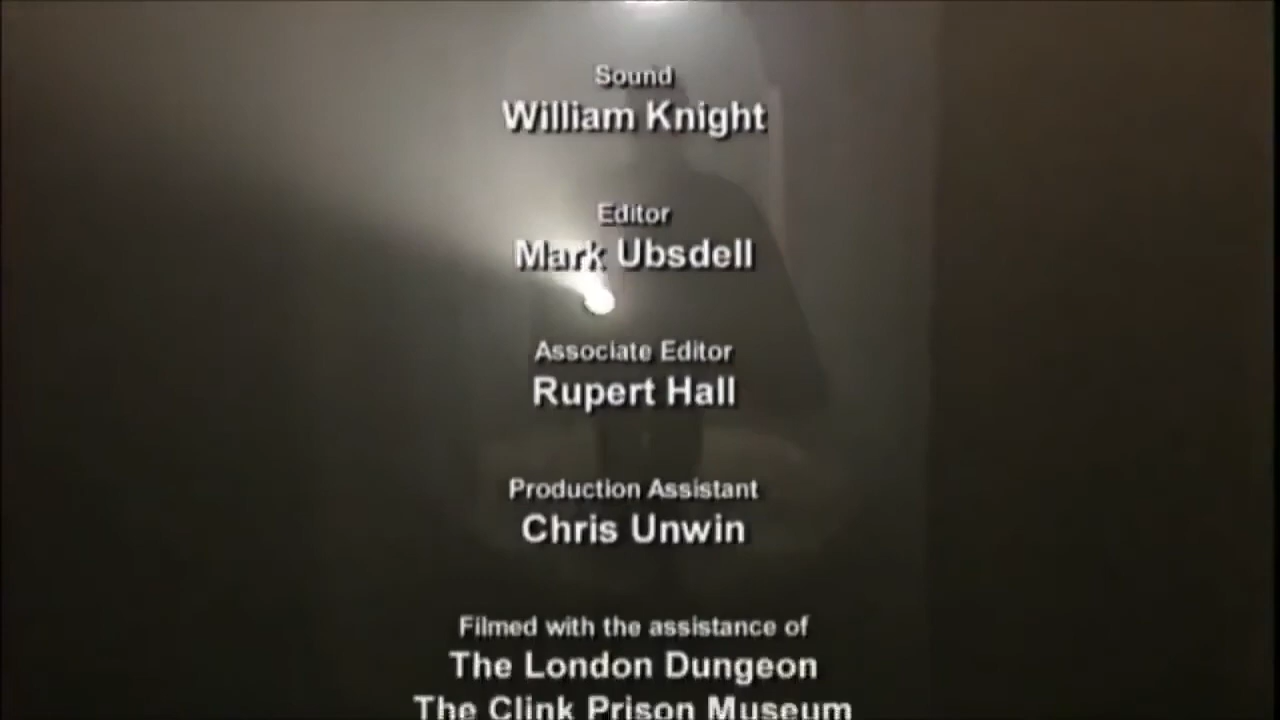 Sound
William Knight
Editor
Mark Ubsdell
Associate Editor
Rupert Hall
Production Assistant
Chris Unwin
Filmed with the assistance of
The London Dungeon
The Clink Prison Museum